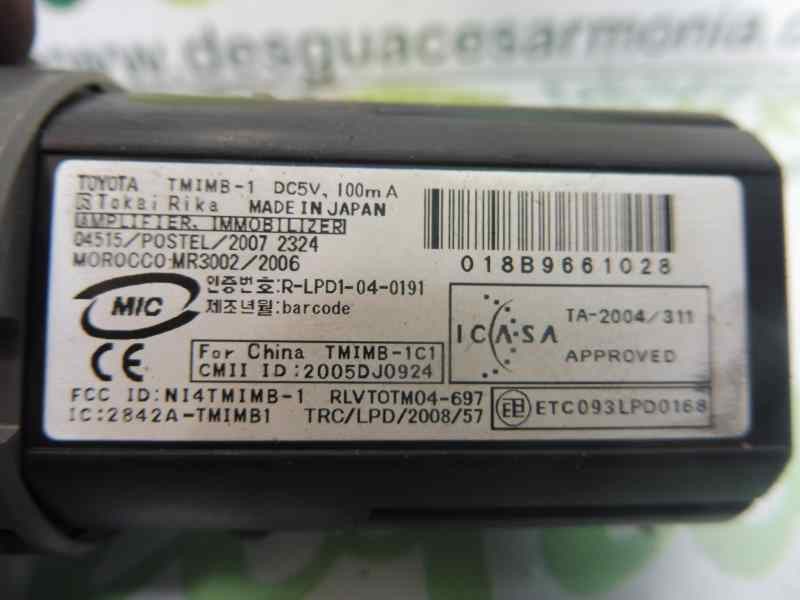 www.desguacesarmonia.c
TOYOTA TMIMB-1 DC5V, 100mA
Tokai Rika MADE IN JAPAN
AMPLIFIER, IMMOBILIZER
04515/POSTEL/2007 2324
MOROCCO MR3002/2006
018B9661028
MIC
인증번호:R-LPD1-04-0191
제조년월:barcode
ICASA
TA-2004/311
APPROVED
CE
For China TMIMB-1C1
CMII ID:2005DJ0924
FCC ID:NI4TMIMB-1 RLVTOTM04-697
IC:2842A-TMIMB1 TRC/LPD/2008/57
ETC093LPD0168